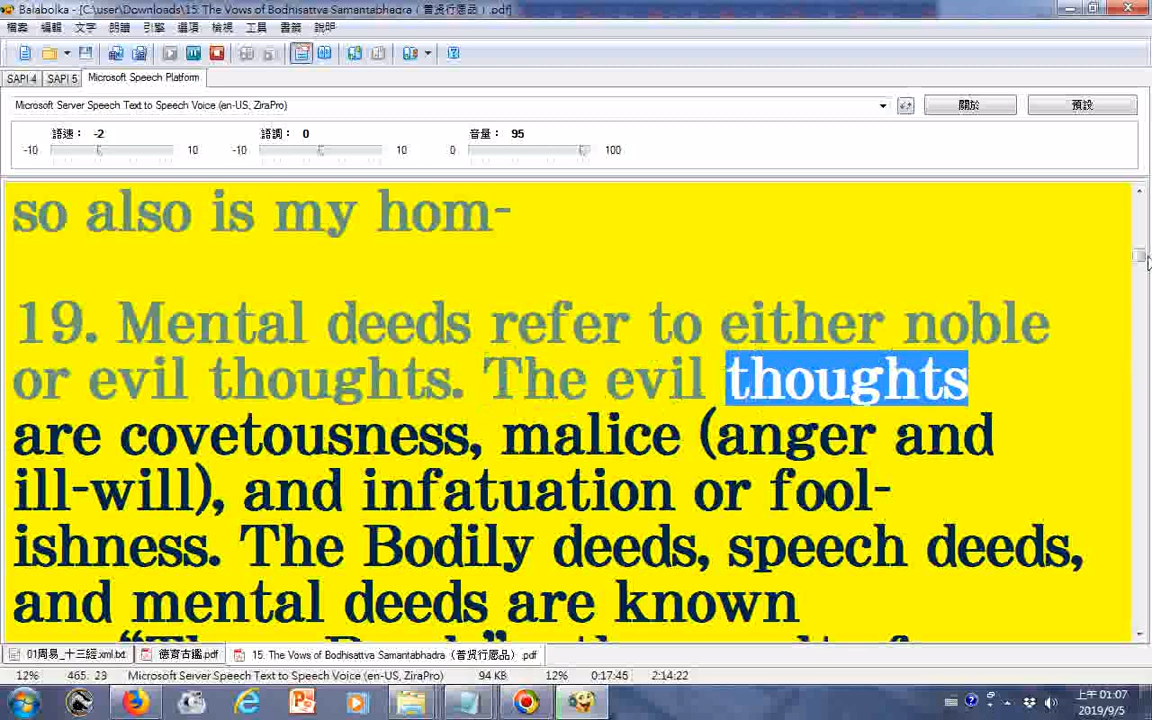 Balabolka - [C:\user\Downloads\15. The Vows of Bodhisattva Samantabhadra (普賢行愿品) .pdf]
檔案 編輯 文字 朗讀 引擎 選項 檢視 工具 書籤 說明
SAPI 4 SAPI 5 Microsoft Speech Platform
Microsoft Server Speech Text to Speech Voice (en-US, ZiraPro) 關於 預設
語速： -2 語調： 0 音量： 95
-10 10 -10 10 0 100
so also is my hom-
19. Mental deeds refer to either noble
or evil thoughts. The evil thoughts
are covetousness, malice (anger and
ill-will), and infatuation or fool-
ishness. The Bodily deeds, speech deeds,
and mental deeds are known
01周易_十三經.xml.txt 德育古鑑.pdf 15. The Vows of Bodhisattva Samantabhadra (普賢行愿品) .pdf
12% 465. 23 Microsoft Server Speech Text to Speech Voice (en-US, ZiraPro) 94 KB 12% 0:17:45 2:14:22
上午 01:07
2019/9/5